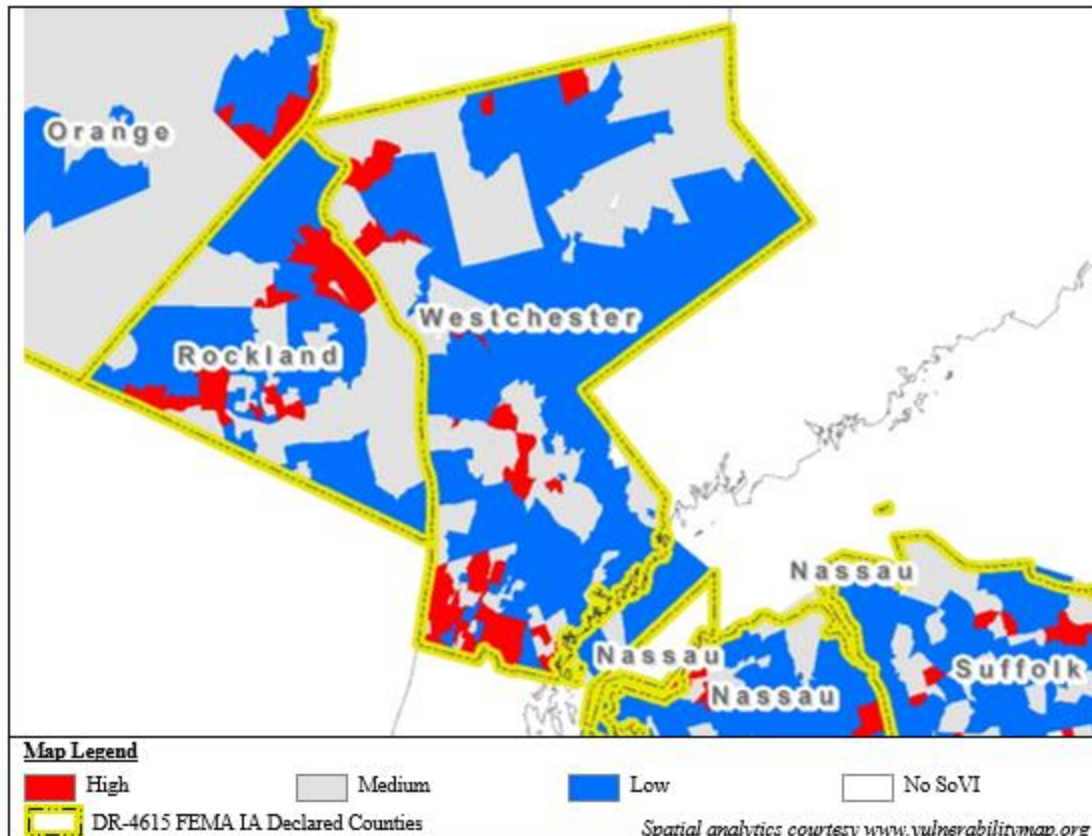 Orange
Westchester
Rockland
Nassau
Nassau
Suffolk
Nassau
Map Legend
High
Medium
Low
No SoVI
DR-4615 FEMA IA Declared Counties
Spatial analytics courtesy www.vulnerabilitymap.org